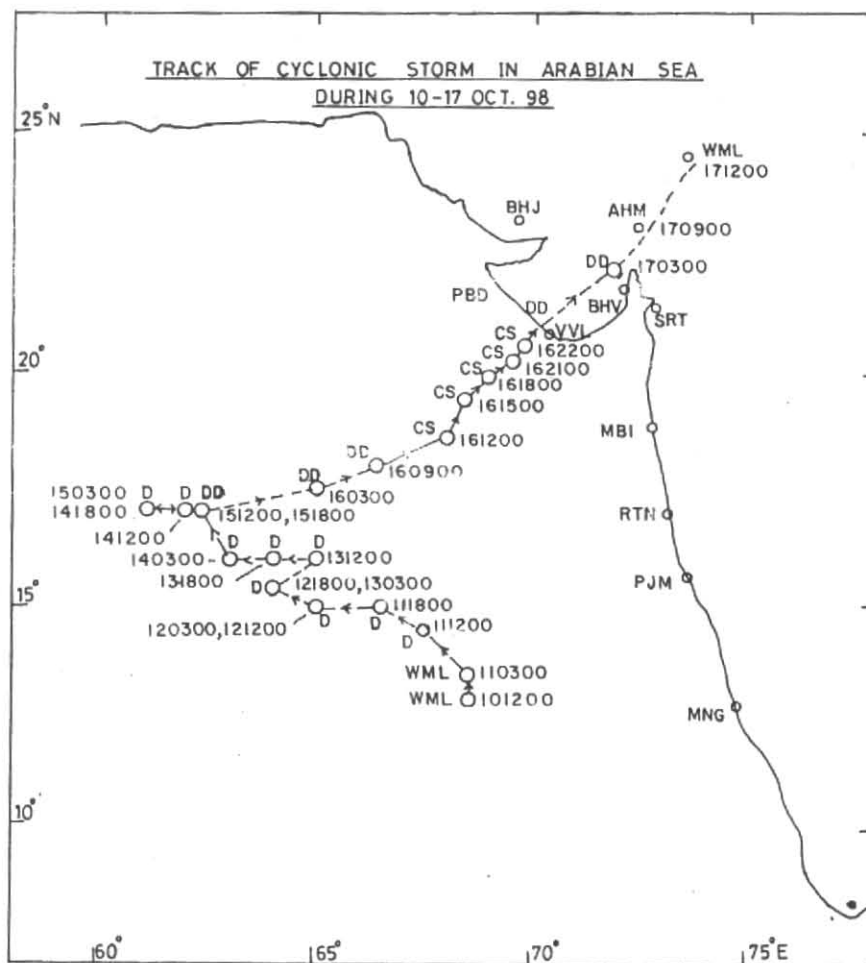 TRACK OF CYCLONIC STORM IN ARABIAN SEA
DURING 10-17 OCT. 98
25°N
WML
171200
BHJ
AHM
170900
DD
170300
PBD
DD
BHV
SRT
VVL
CS
162200
20°
CS
162100
CS
161800
CS
161500
CS
161200
MBI
DD
160900
DD
160300
150300 D D DD
141800
151200,151800
141200
RTN
D D D
140300
131200
131800
D
121800,130300
PJM
15°
111800
D
D
111200
120300,121200
D
WML
110300
WML
101200
MNG
10°
60°
65°
70°
75°E